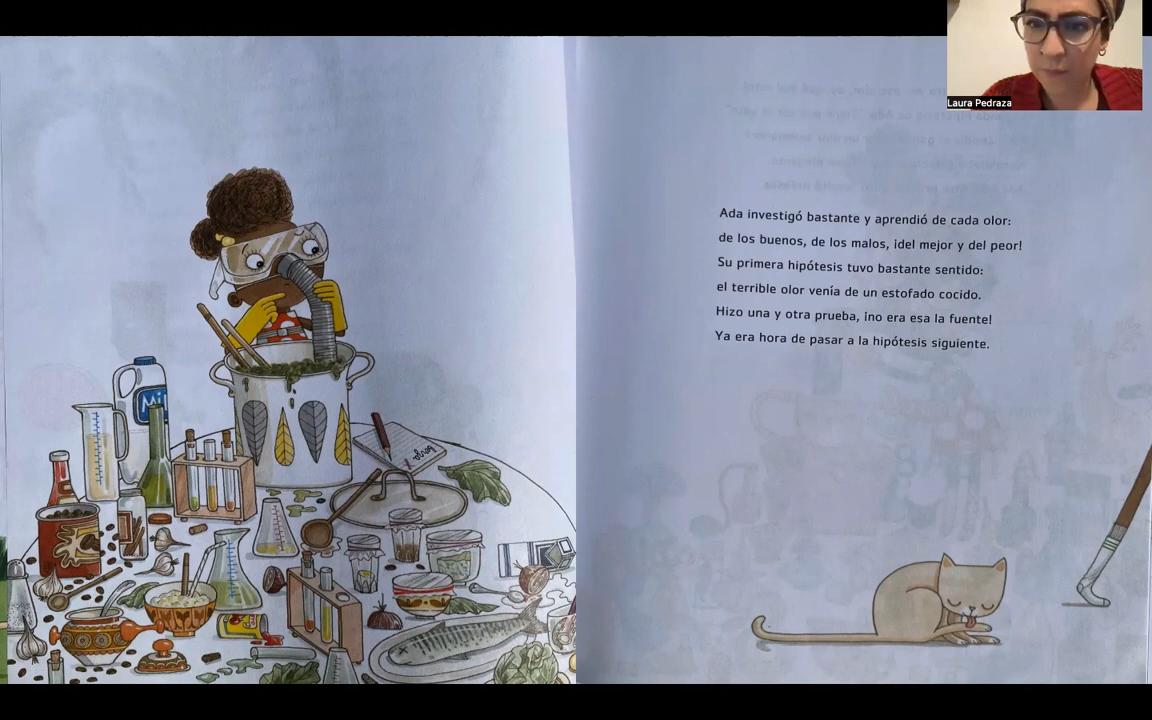 Laura Pedraza
Ada investigó bastante y aprendió de cada olor:
de los buenos, de los malos, ¡del mejor y del peor!
Su primera hipótesis tuvo bastante sentido:
el terrible olor venía de un estofado cocido.
Hizo una y otra prueba, ¡no era esa la fuente!
Ya era hora de pasar a la hipótesis siguiente.